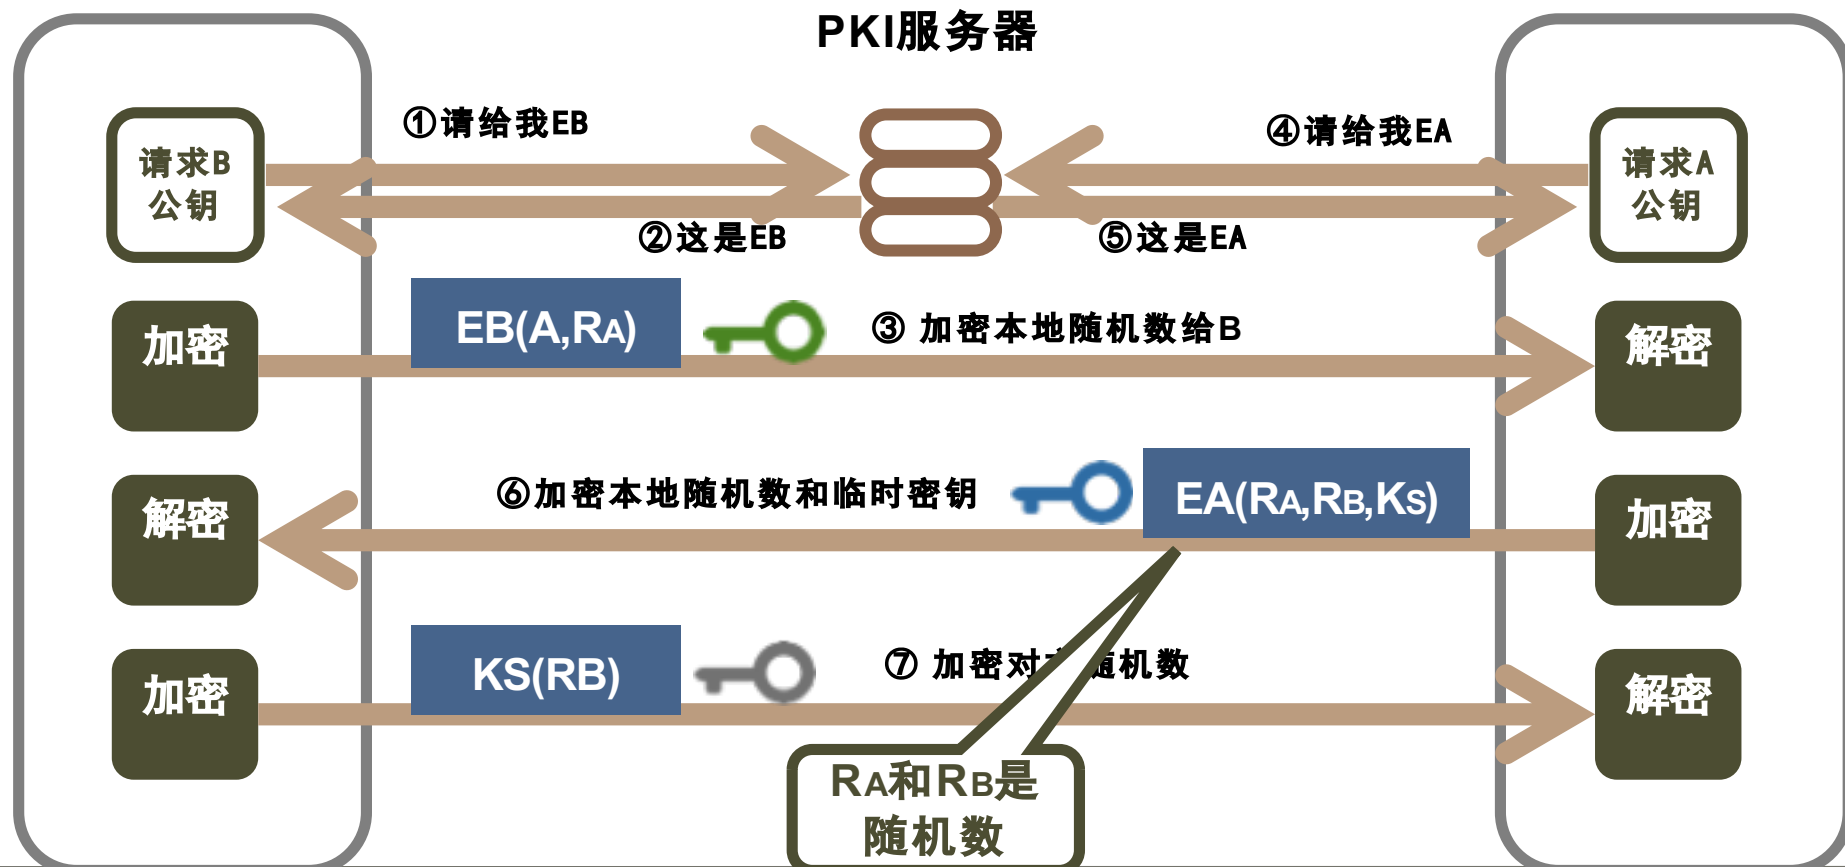 PKI服务器
①请给我EB
④请给我EA
请求B
公钥
请求A
公钥
②这是EB
⑤这是EA
加密
EB(A,RA)
③ 加密本地随机数给B
解密
解密
⑥加密本地随机数和临时密钥
EA(RA,RB,KS)
加密
加密
KS(RB)
⑦ 加密对 随机数
解密
RA和RB是
随机数